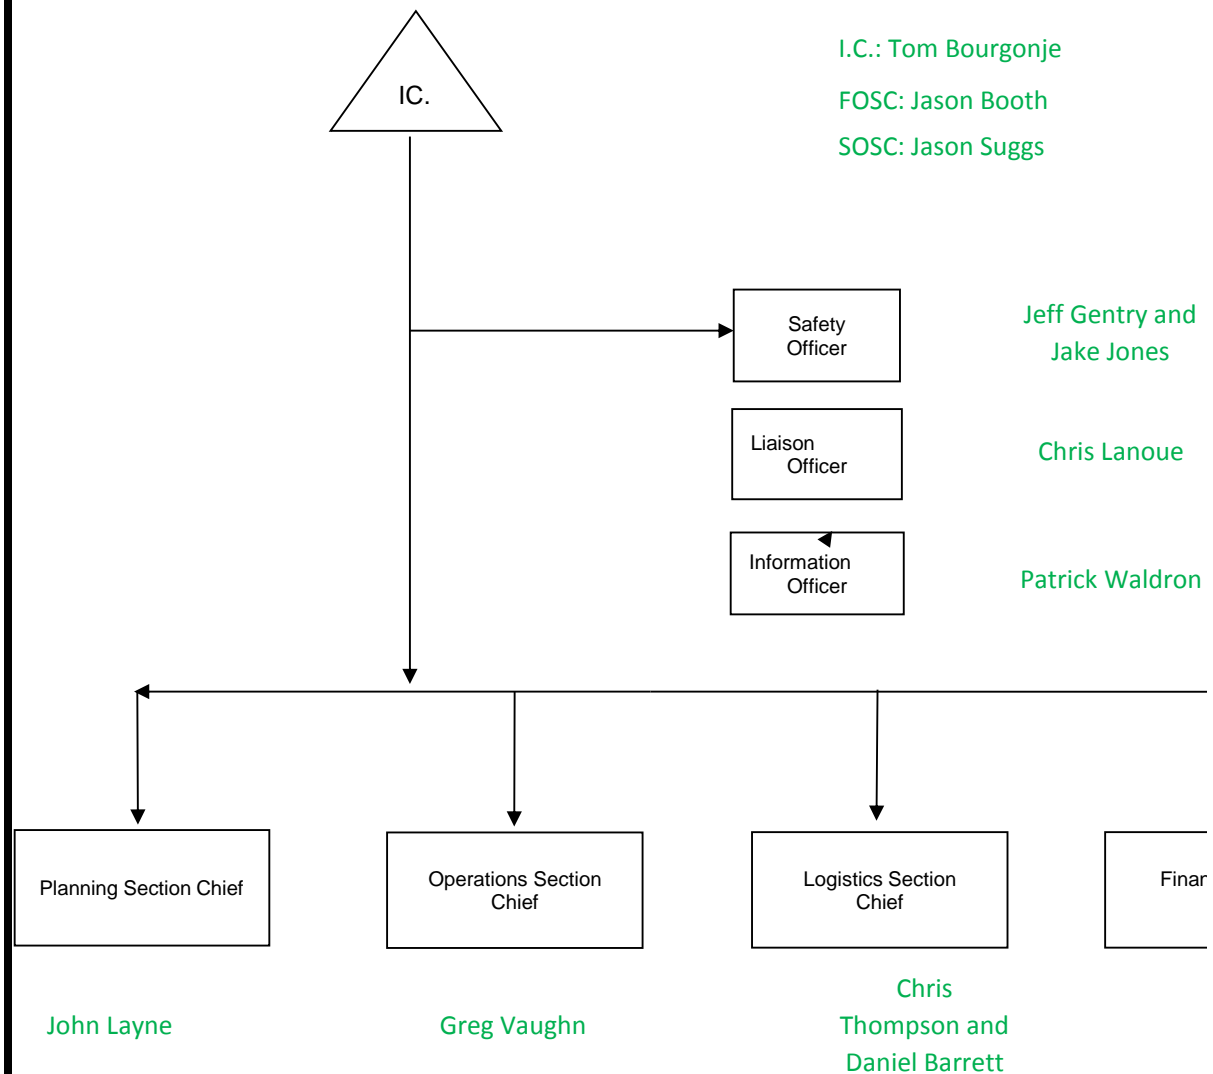 I.C.: Tom Bourgonje
IC.
FOSC: Jason Booth
SOSC: Jason Suggs
Safety
Officer
Jeff Gentry and
Jake Jones
Liaison
Officer
Chris Lanoue
Information
Officer
Patrick Waldron
Planning Section Chief
Operations Section
Chief
Logistics Section
Chief
Finan
John Layne
Greg Vaughn
Chris
Thompson and
Daniel Barrett